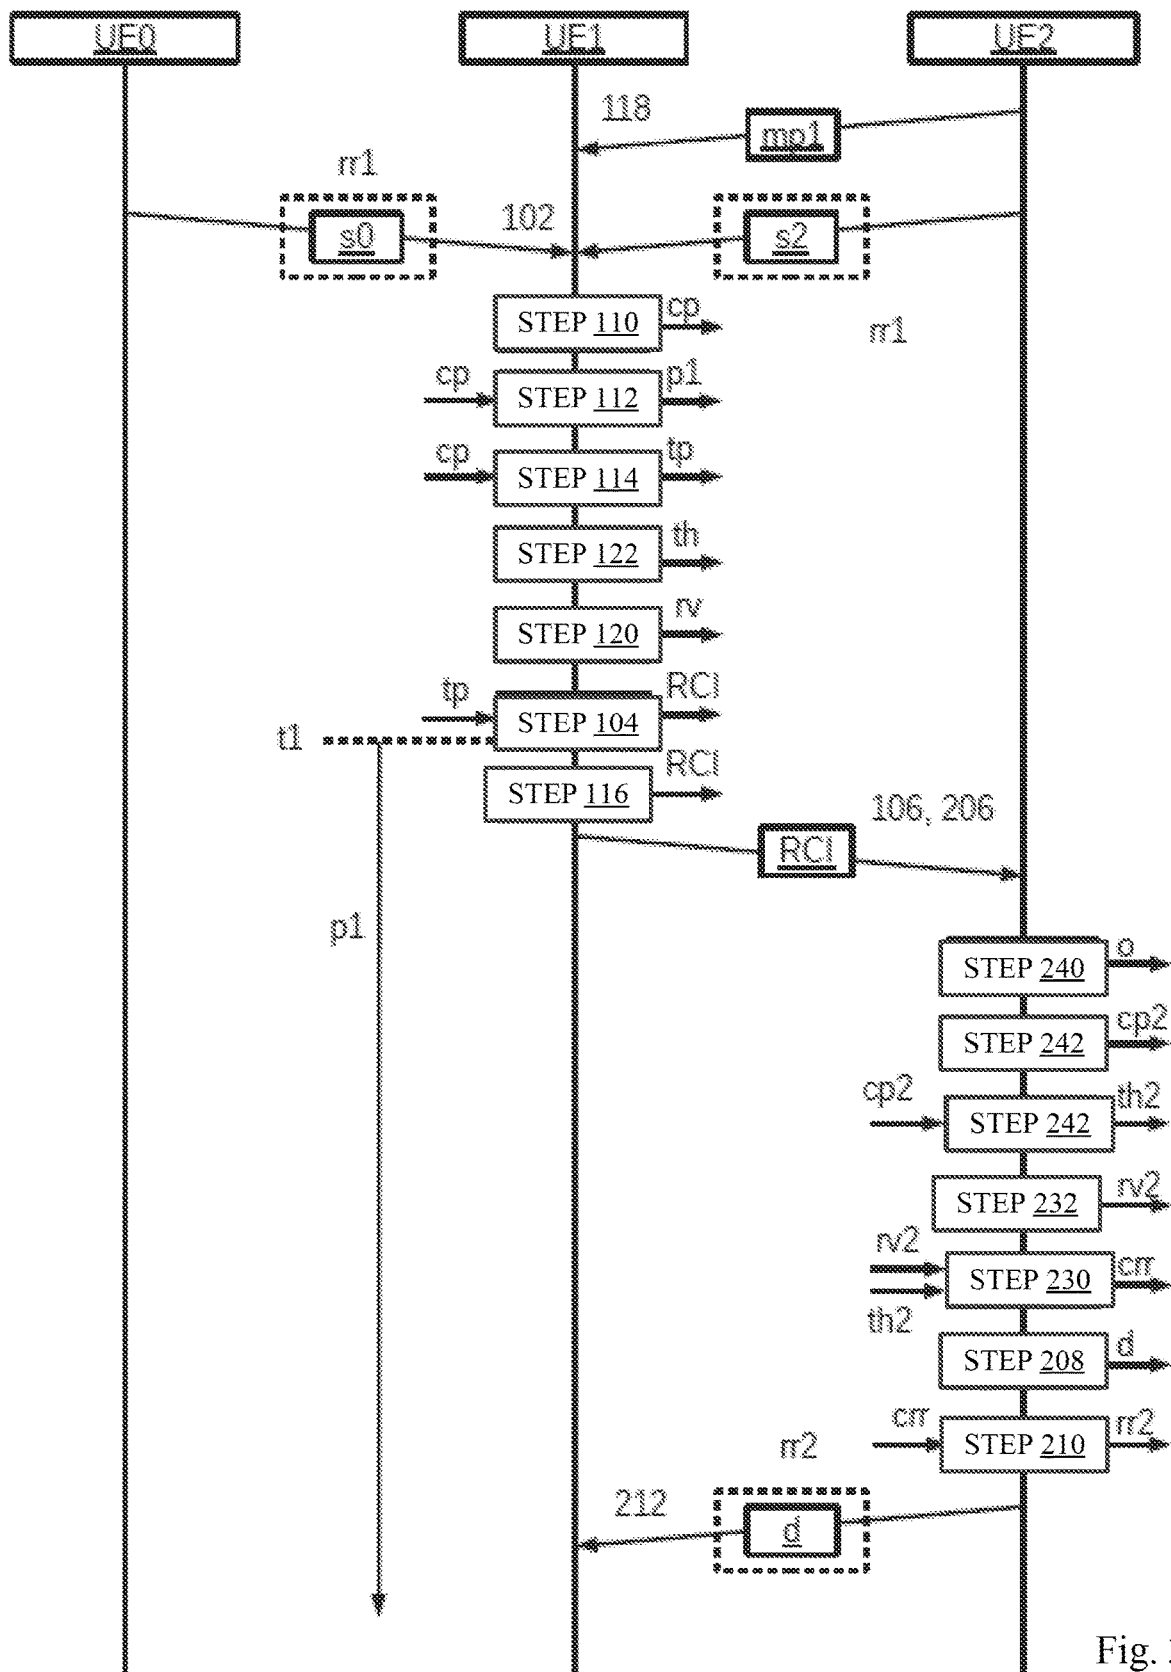 UE0 UE1 UE2
118
mp1
rr1
s0
102
s2
rr1
STEP 110 cp
cp STEP 112 p1
cp STEP 114 tp
STEP 122 th
STEP 120 rv
tp STEP 104 RCI
t1
STEP 116 RCI
106, 206
RCI
p1
STEP 240 o
STEP 242 cp2
cp2 STEP 242 th2
STEP 232 rv2
rv2
STEP 230 crr
th2
STEP 208 d
crr STEP 210 rr2
rr2
212
d
Fig.